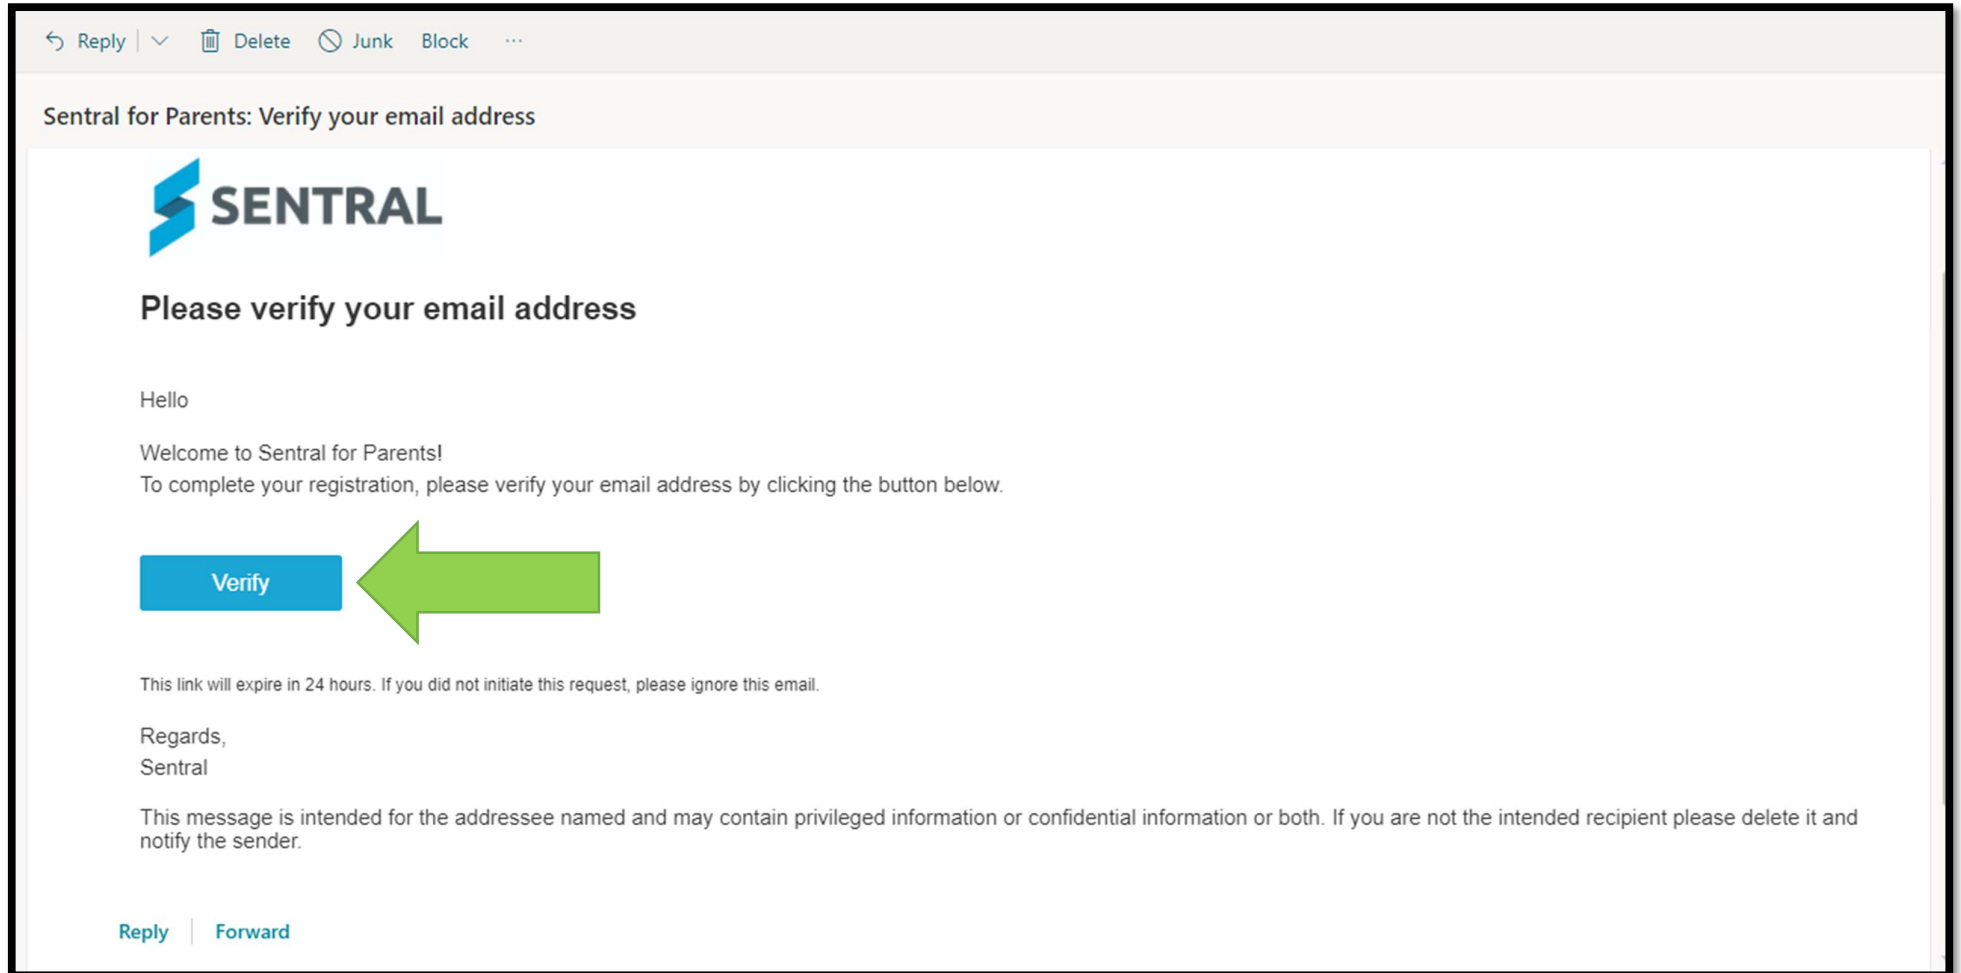 Reply Delete Junk Block ...
Sentral for Parents: Verify your email address
SENTRAL
Please verify your email address
Hello
Welcome to Sentral for Parents!
To complete your registration, please verify your email address by clicking the button below.
Verify
This link will expire in 24 hours. If you did not initiate this request, please ignore this email.
Regards,
Sentral
This message is intended for the addressee named and may contain privileged information or confidential information or both. If you are not the intended recipient please delete it and
notify the sender.
Reply Forward